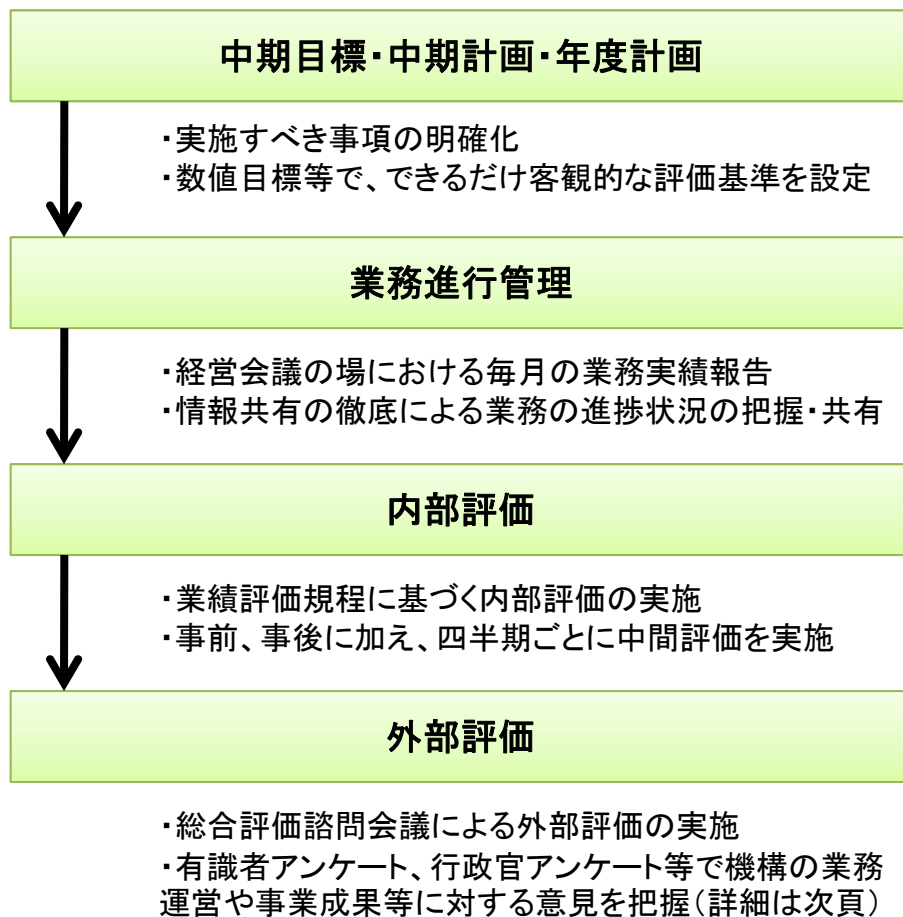 中期目標・中期計画・年度計画
・実施すべき事項の明確化
・数値目標等で、できるだけ客観的な評価基準を設定
業務進行管理
・経営会議の場における毎月の業務実績報告
・情報共有の徹底による業務の進捗状況の把握・共有
内部評価
・業績評価規程に基づく内部評価の実施
・事前、事後に加え、四半期ごとに中間評価を実施
外部評価
・総合評価諮問会議による外部評価の実施
・有識者アンケート、行政官アンケート等で機構の業務
運営や事業成果等に対する意見を把握(詳細は次頁)